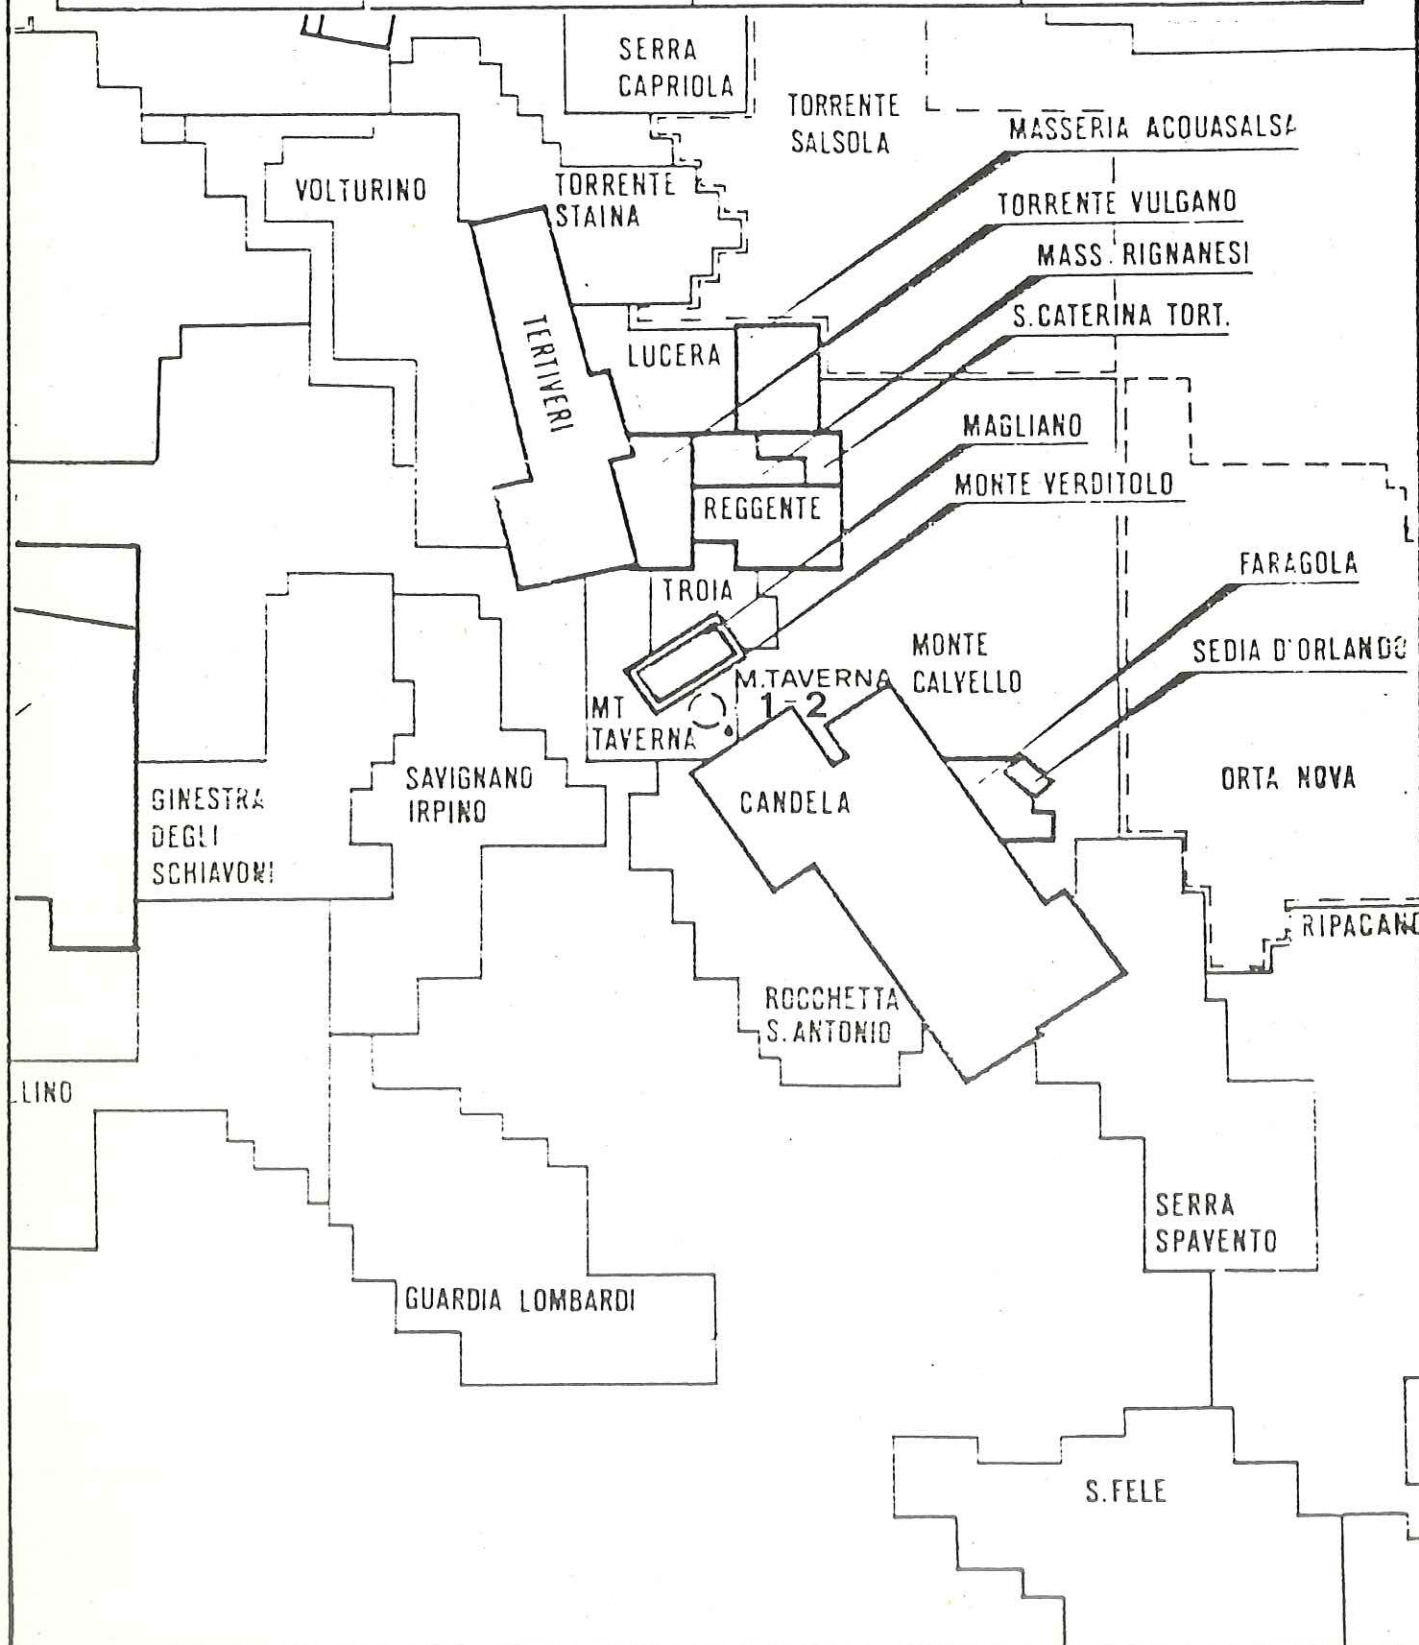 SERRA
CAPRIOLA
TORRENTE
SALSOLA
MASSERIA ACQUASALSA
VOLTURINO
TORRENTE
STAINA
TORRENTE VULGANO
MASS. RIGNANESI
S.CATERINA TORT.
TERTIVERI
LUCERA
MAGLIANO
MONTE VERDITOLO
REGGENTE
FARAGOLA
TROIA
MONTE
CALVELLO
SEDIA D'ORLANDO
M.TAVERNA
1-2
MT
TAVERNA
SAVIGNANO
IRPINO
CANDELA
ORTA NOVA
GINESTRA
DEGLI
SCHIAVONI
RIPACAND
ROCCHETTA
S.ANTONIO
LINO
SERRA
SPAVENTO
GUARDIA LOMBARDI
S.FELE